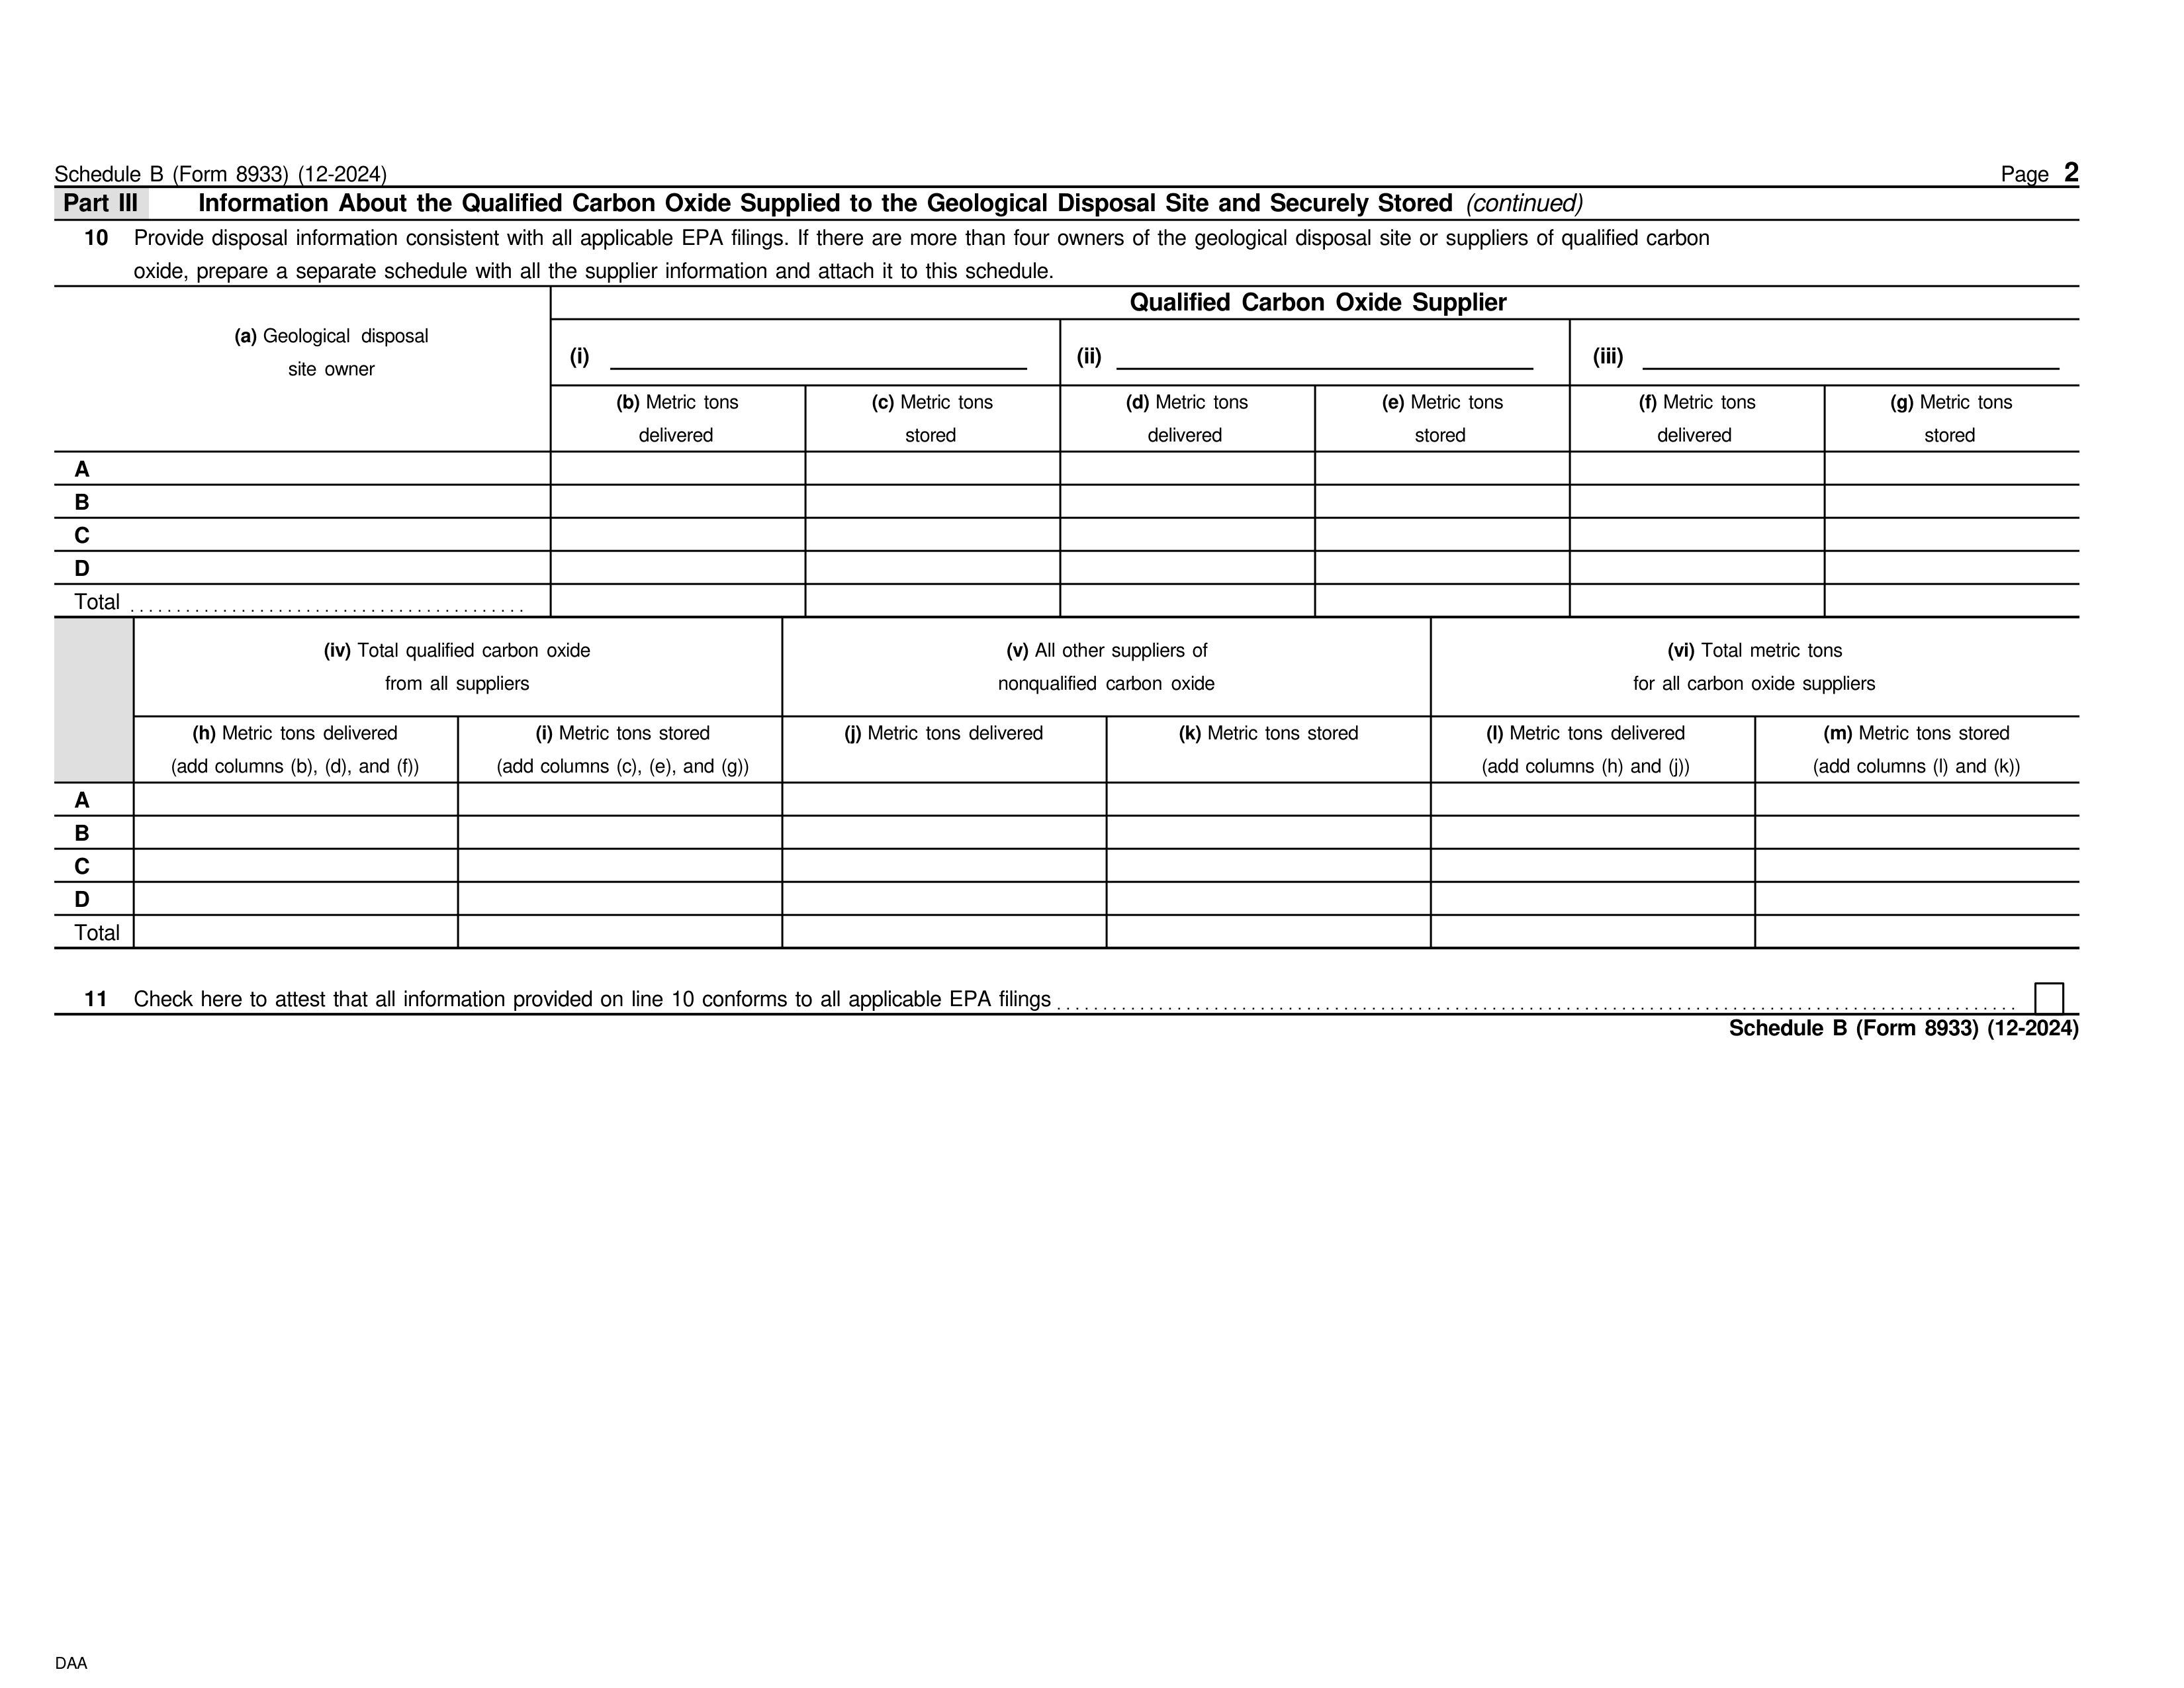 Schedule B (Form 8933) (12-2024) Page 2
Part III Information About the Qualified Carbon Oxide Supplied to the Geological Disposal Site and Securely Stored (continued)
10 Provide disposal information consistent with all applicable EPA filings. If there are more than four owners of the geological disposal site or suppliers of qualified carbon
oxide, prepare a separate schedule with all the supplier information and attach it to this schedule.
Qualified Carbon Oxide Supplier
(a) Geological disposal
site owner
(i) (ii) (iii)
(b) Metric tons (c) Metric tons (d) Metric tons (e) Metric tons (f) Metric tons (g) Metric tons
delivered stored delivered stored delivered stored
A
B
C
D
Total
(iv) Total qualified carbon oxide (v) All other suppliers of (vi) Total metric tons
from all suppliers nonqualified carbon oxide for all carbon oxide suppliers
(h) Metric tons delivered (i) Metric tons stored (j) Metric tons delivered (k) Metric tons stored (l) Metric tons delivered (m) Metric tons stored
(add columns (b), (d), and (f)) (add columns (c), (e), and (g)) (add columns (h) and (j)) (add columns (l) and (k))
A
B
C
D
Total
11 Check here to attest that all information provided on line 10 conforms to all applicable EPA filings
Schedule B (Form 8933) (12-2024)
DAA